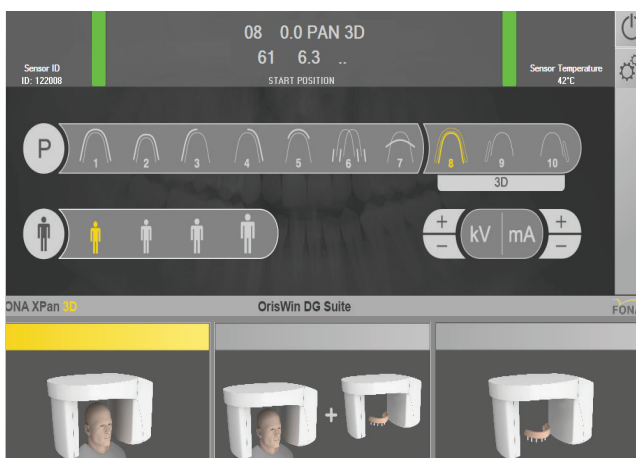 08 0.0 PAN 3D
61 6.3 ..
START POSITION
Sensor ID
ID: 122008
Sensor Temperature
42°C
P
1 2 3 4 5 6 7 8 9 10
3D
+ kV mA +
− −
ONA XPan 3D
OrisWin DG Suite
FONA
+